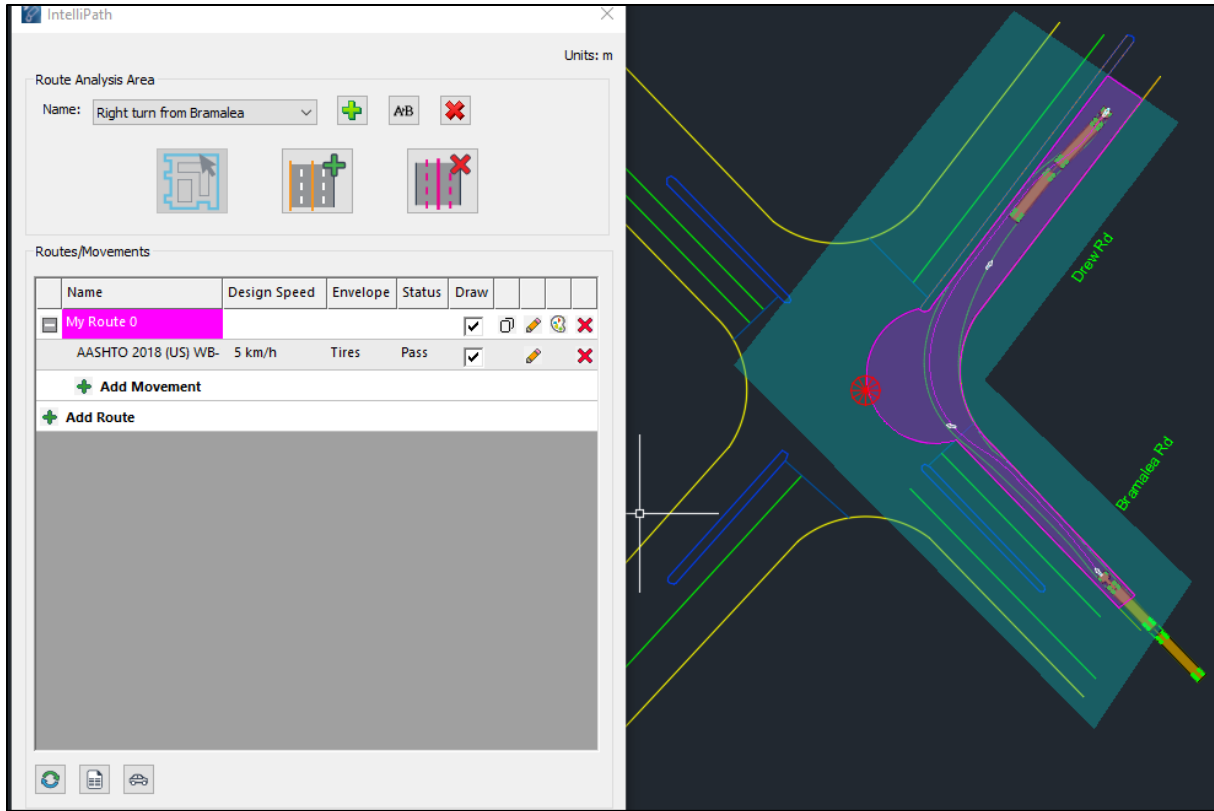 IntelliPath
Units: m
Route Analysis Area
Name: Right turn from Bramalea
A›B
Routes/Movements
Name Design Speed Envelope Status Draw
My Route 0
AASHTO 2018 (US) WB- 5 km/h Tires Pass
Add Movement
Add Route
Drew Rd
Bramalea Rd